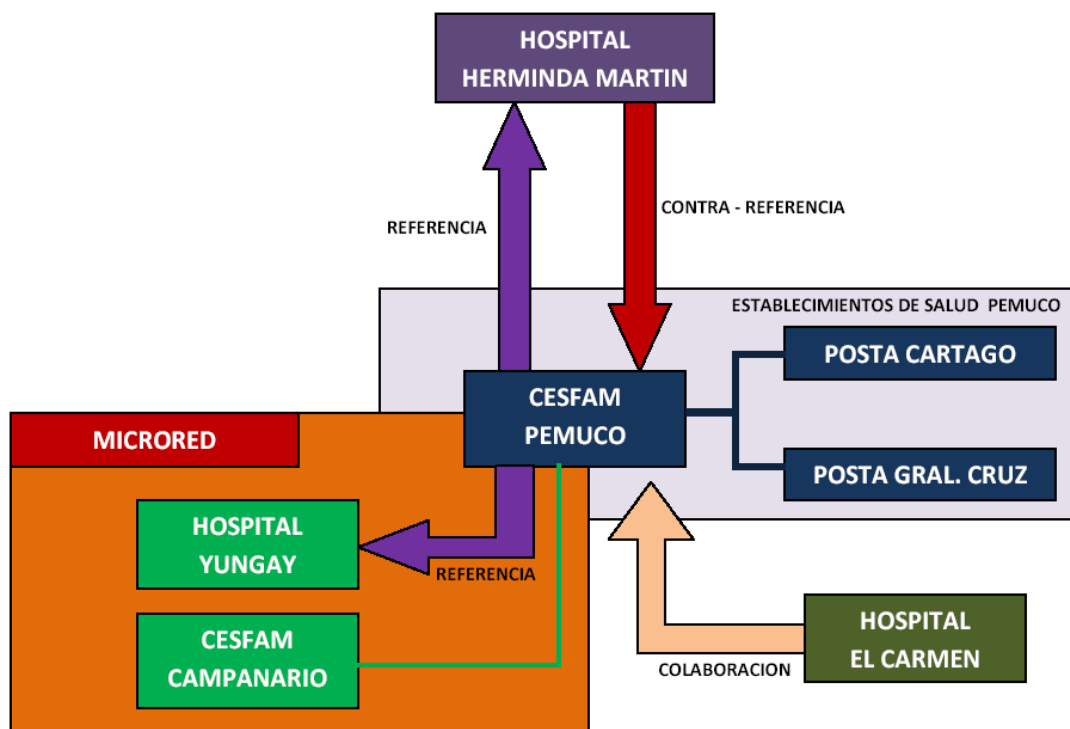 HOSPITAL
HERMINDA MARTIN
REFERENCIA
CONTRA - REFERENCIA
ESTABLECIMIENTOS DE SALUD PEMUCO
POSTA CARTAGO
CESFAM
PEMUCO
MICRORED
POSTA GRAL. CRUZ
HOSPITAL
YUNGAY
REFERENCIA
CESFAM
CAMPANARIO
HOSPITAL
EL CARMEN
COLABORACION